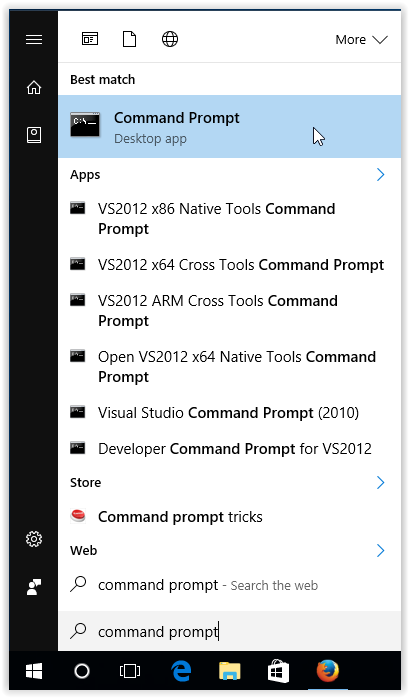 More
Best match
C:\_
Command Prompt
Desktop app
Apps
VS2012 x86 Native Tools Command
Prompt
VS2012 x64 Cross Tools Command Prompt
VS2012 ARM Cross Tools Command
Prompt
Open VS2012 x64 Native Tools Command
Prompt
Visual Studio Command Prompt (2010)
Developer Command Prompt for VS2012
Store
Command prompt tricks
Web
command prompt - Search the web
command prompt